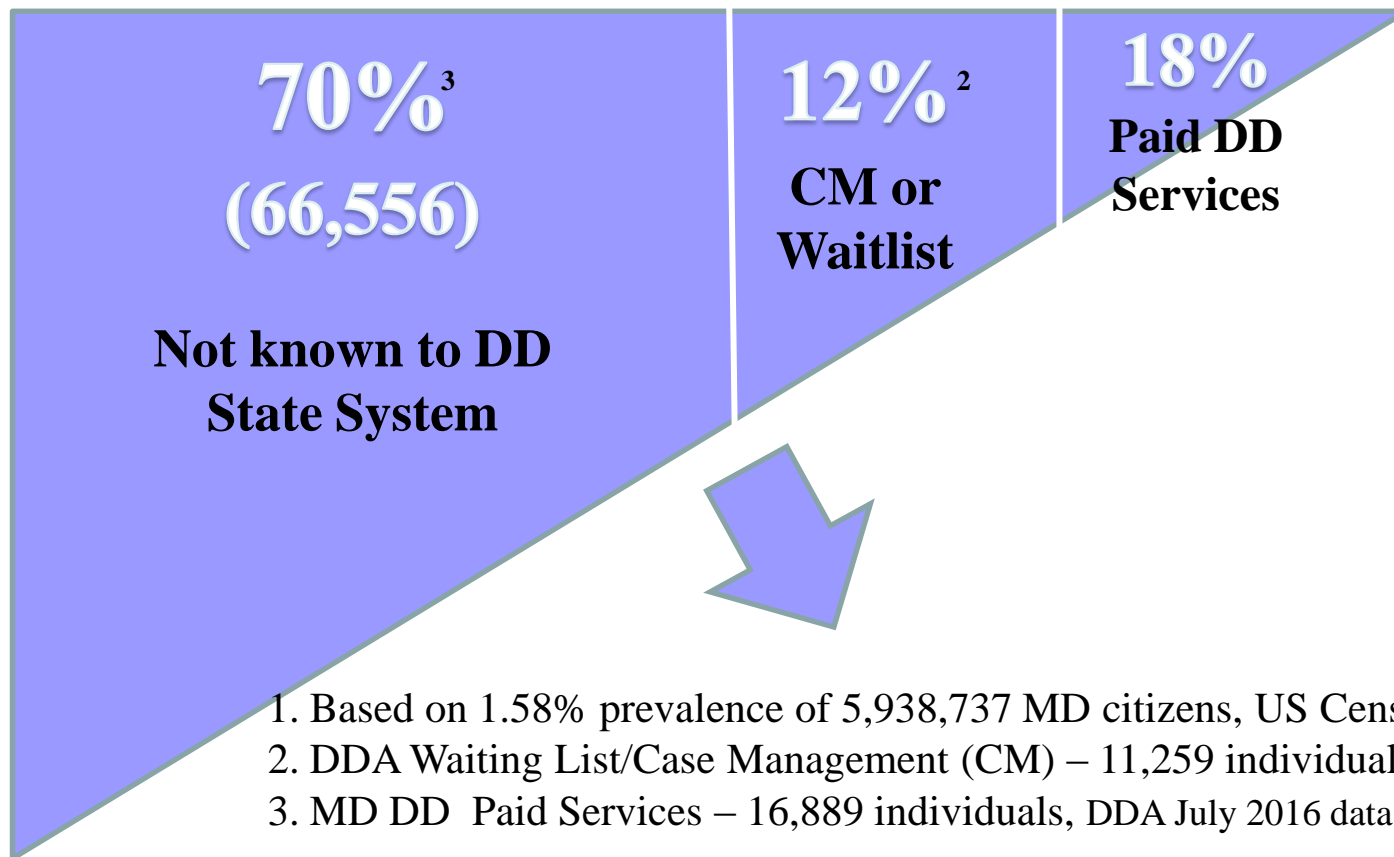 70%³
(66,556)
Not known to DD
State System
12%²
CM or
Waitlist
18%
Paid DD
Services
1. Based on 1.58% prevalence of 5,938,737 MD citizens, US Cens
2. DDA Waiting List/Case Management (CM) – 11,259 individual
3. MD DD Paid Services – 16,889 individuals, DDA July 2016 data